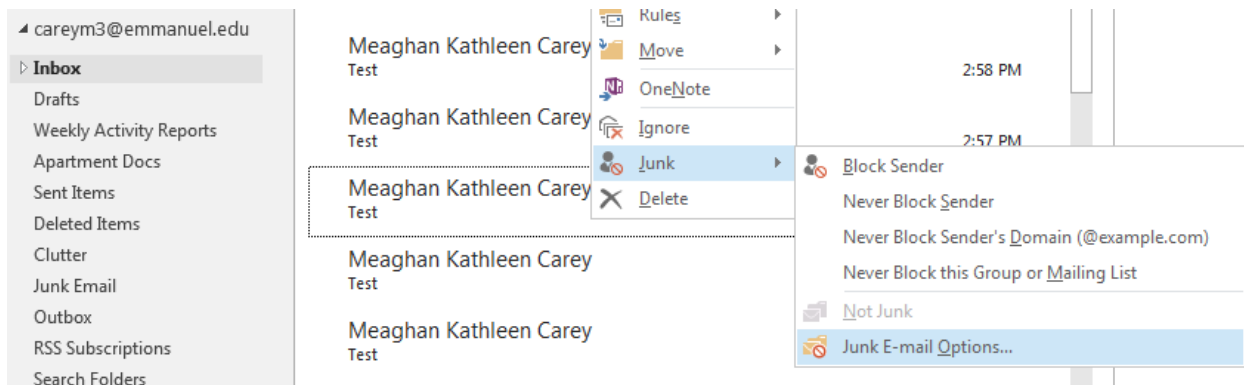 careym3@emmanuel.edu
Inbox
Drafts
Weekly Activity Reports
Apartment Docs
Sent Items
Deleted Items
Clutter
Junk Email
Outbox
RSS Subscriptions
Search Folders
Meaghan Kathleen Carey
Test
2:58 PM
Meaghan Kathleen Carey
Test
2:57 PM
Meaghan Kathleen Carey
Test
Meaghan Kathleen Carey
Test
Meaghan Kathleen Carey
Test
Rules
Move
OneNote
Ignore
Junk
Delete
Block Sender
Never Block Sender
Never Block Sender's Domain (@example.com)
Never Block this Group or Mailing List
Not Junk
Junk E-mail Options...